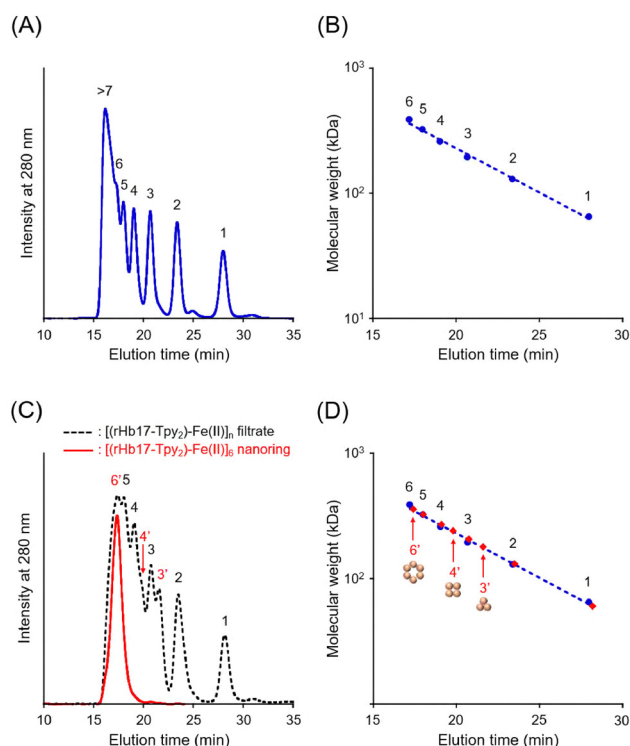 (A)
>7
6
5
4
3
2
1
Intensity at 280 nm
10 15 20 25 30 35
Elution time (min)
(B)
10³
10²
10¹
6
5
4
3
2
1
Molecular weight (kDa)
15 20 25 30
Elution time (min)
(C)
: [(rHb17-Tpy₂)-Fe(II)]ₙ filtrate
: [(rHb17-Tpy₂)-Fe(II)]₆ nanoring
6'
5
4
4'
3
3'
2
1
Intensity at 280 nm
10 15 20 25 30 35
Elution time (min)
(D)
10³
10²
10¹
6
5
4
3
2
1
6'
4'
3'
Molecular weight (kDa)
15 20 25 30
Elution time (min)